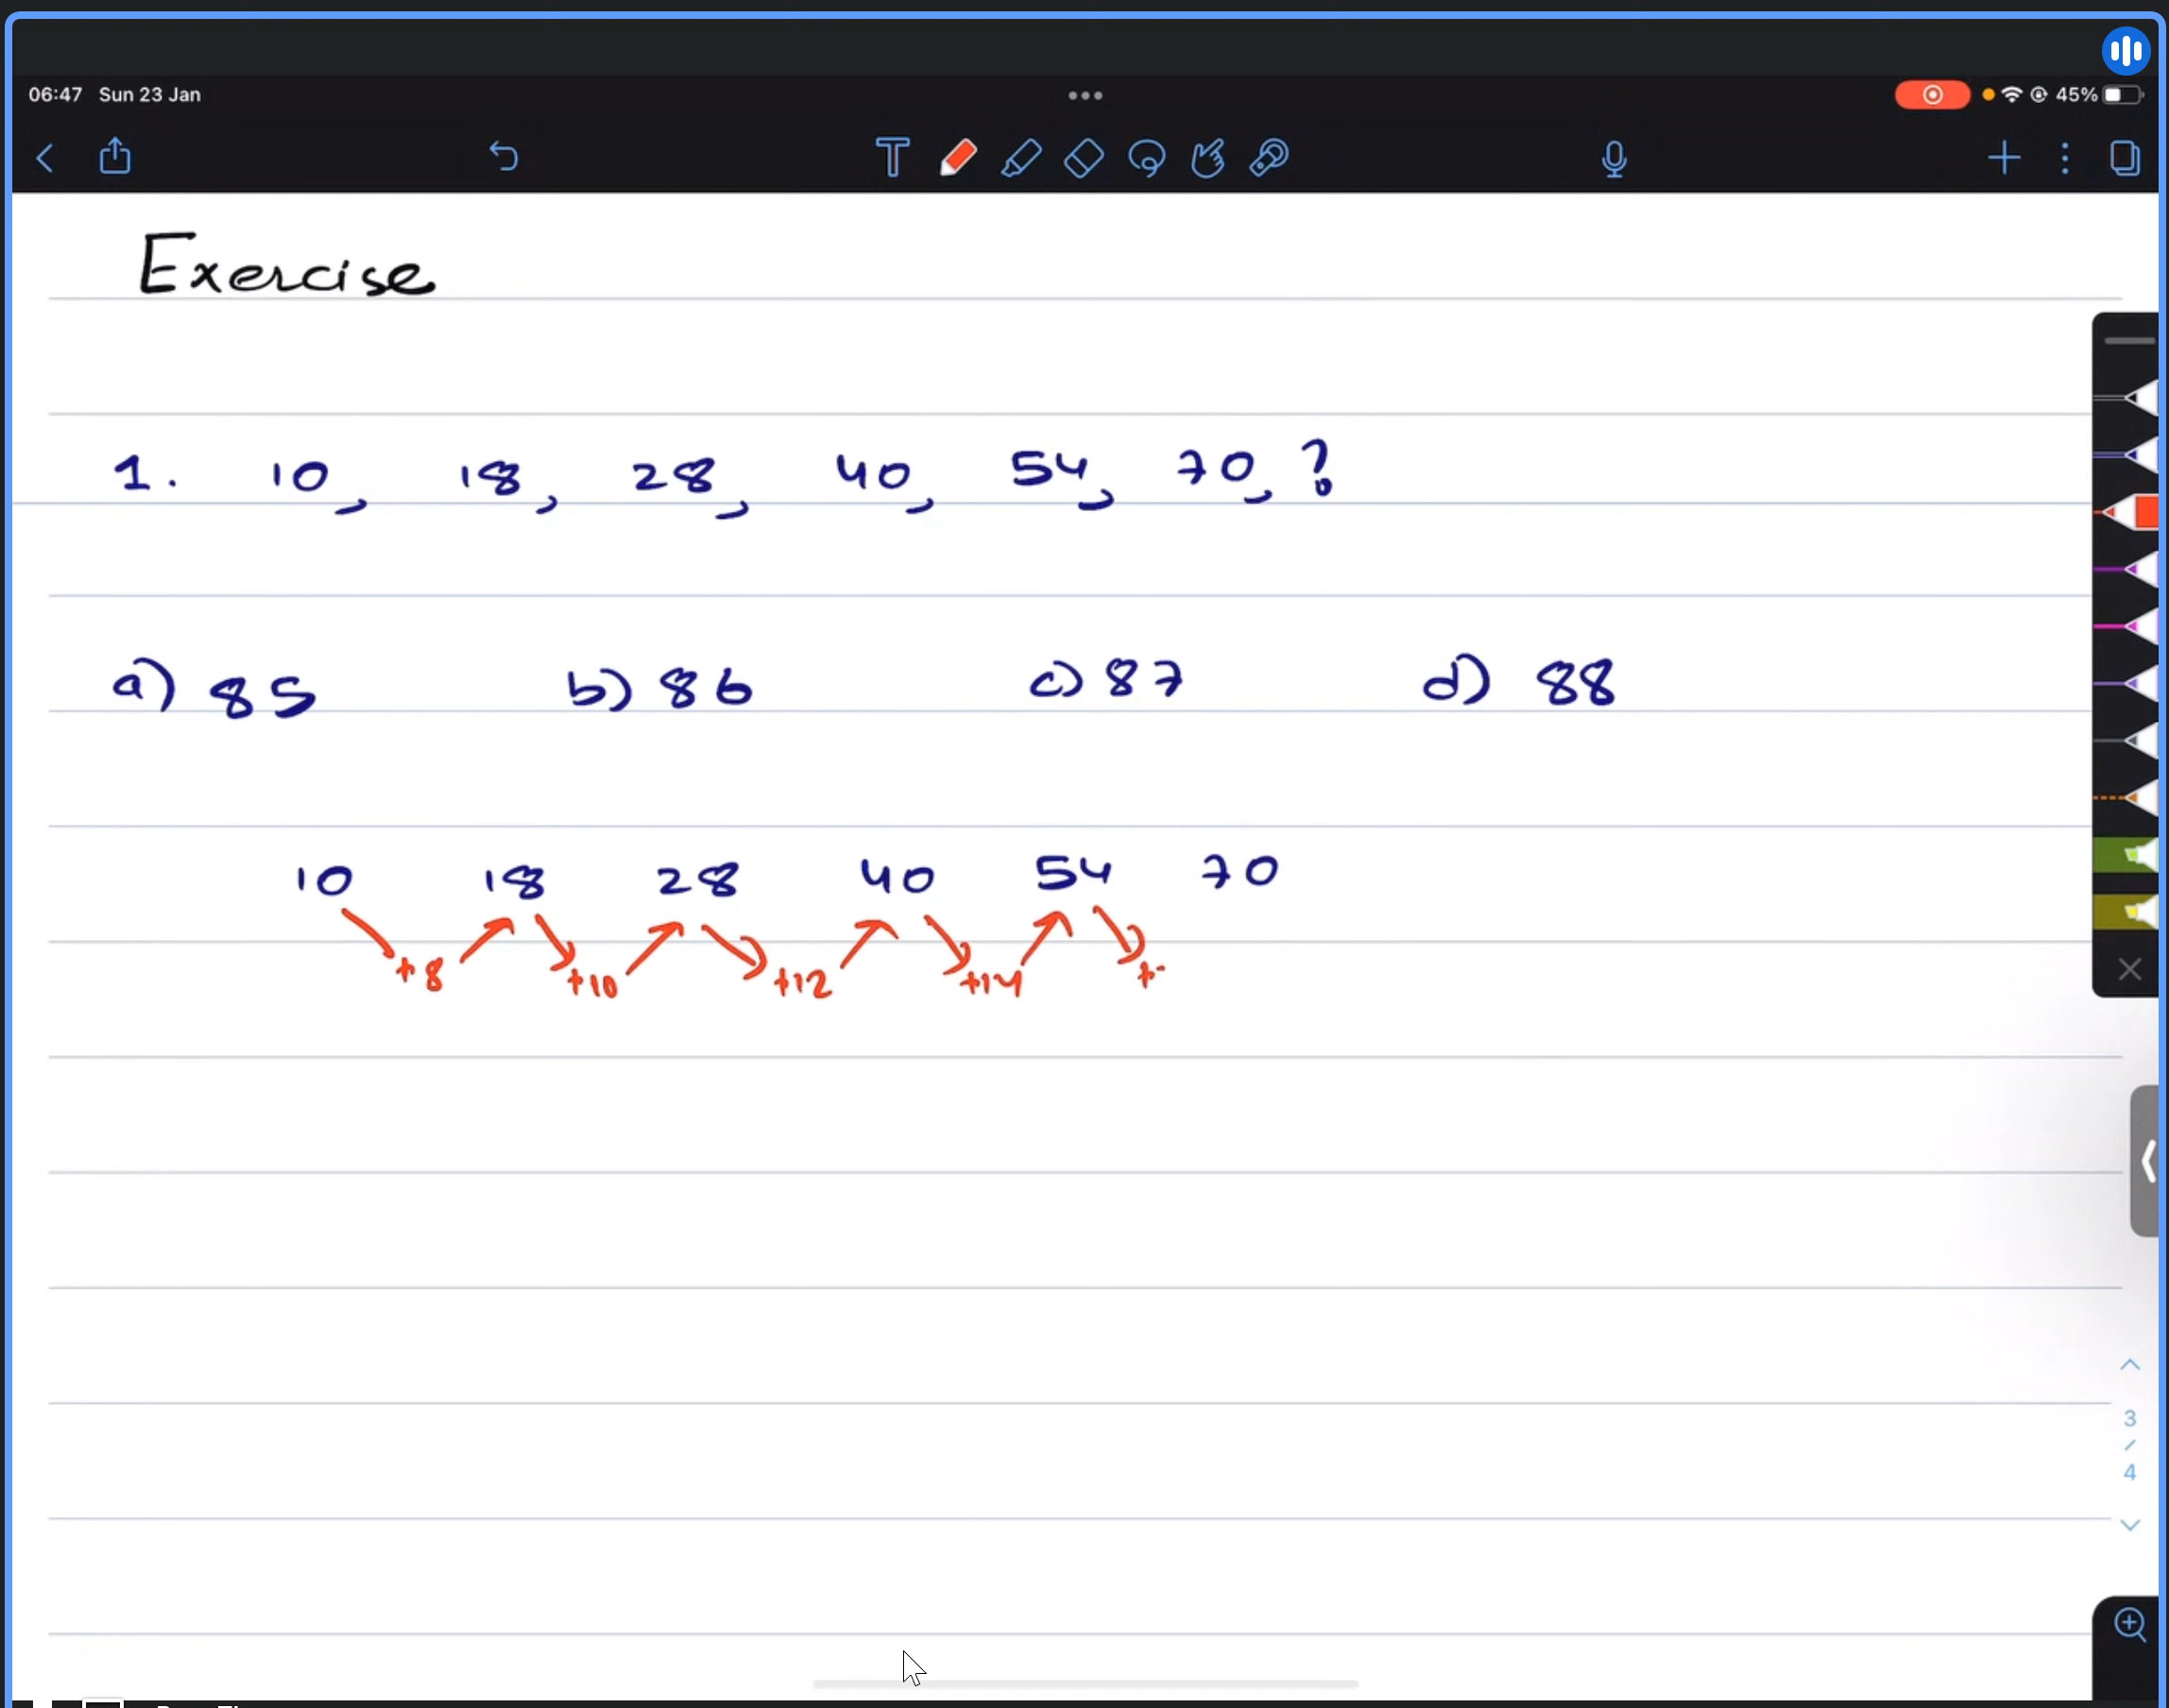 06:47 Sun 23 Jan
45%
T
Exercise
1. 10, 18, 28, 40, 54, 70, ?
a) 85 b) 86 c) 87 d) 88
10 18 28 40 54 70
+8 +10 +12 +14 +
3
/
4